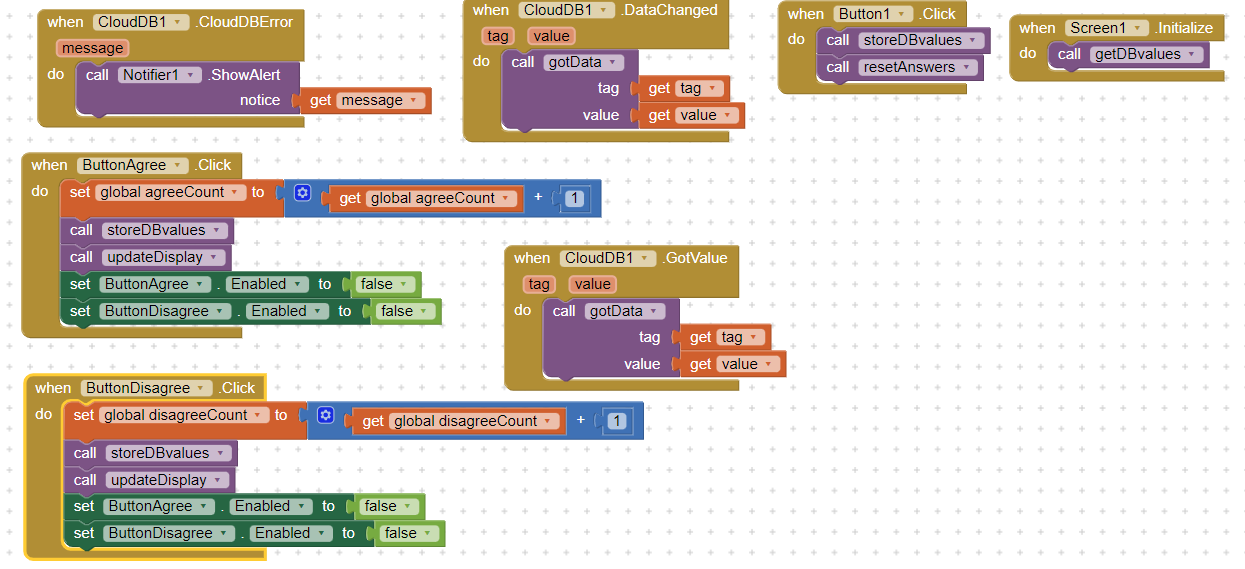 when CloudDB1 .CloudDBError
message
do call Notifier1 .ShowAlert
notice get message
when CloudDB1 .DataChanged
tag value
do call gotData
tag get tag
value get value
when Button1 .Click
do call storeDBvalues
call resetAnswers
when Screen1 .Initialize
do call getDBvalues
when ButtonAgree .Click
do set global agreeCount to get global agreeCount + 1
call storeDBvalues
call updateDisplay
set ButtonAgree . Enabled to false
set ButtonDisagree . Enabled to false
when CloudDB1 .GotValue
tag value
do call gotData
tag get tag
value get value
when ButtonDisagree .Click
do set global disagreeCount to get global disagreeCount + 1
call storeDBvalues
call updateDisplay
set ButtonAgree . Enabled to false
set ButtonDisagree . Enabled to false